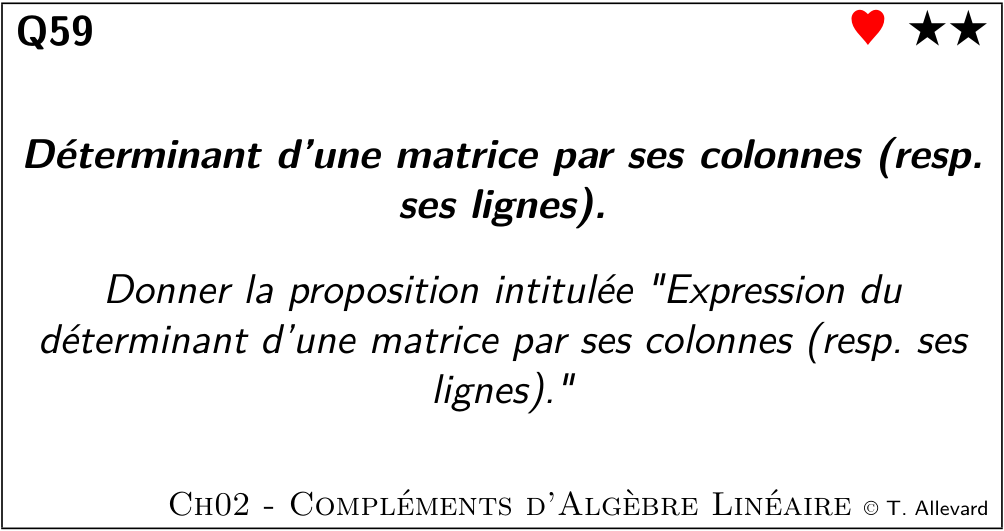 Q59 ♥ ★★
Déterminant d'une matrice par ses colonnes (resp.
ses lignes).
Donner la proposition intitulée "Expression du
déterminant d'une matrice par ses colonnes (resp. ses
lignes)."
Ch02 - Compléments d'Algèbre Linéaire © T. Allevard